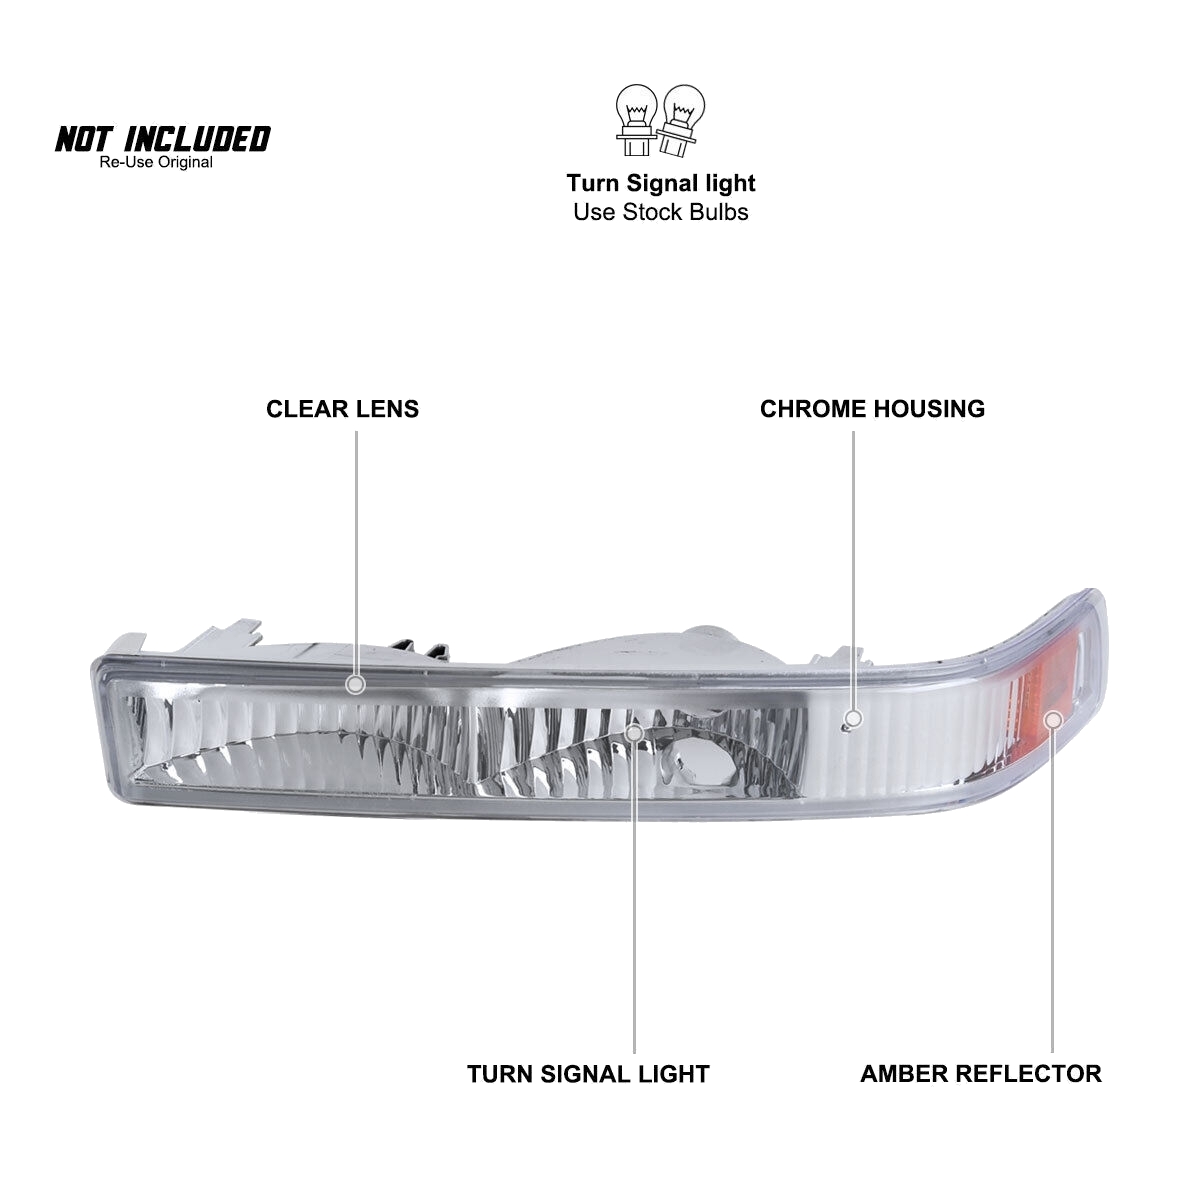 NOT INCLUDED
Re-Use Original
Turn Signal light
Use Stock Bulbs
CLEAR LENS
CHROME HOUSING
TURN SIGNAL LIGHT
AMBER REFLECTOR